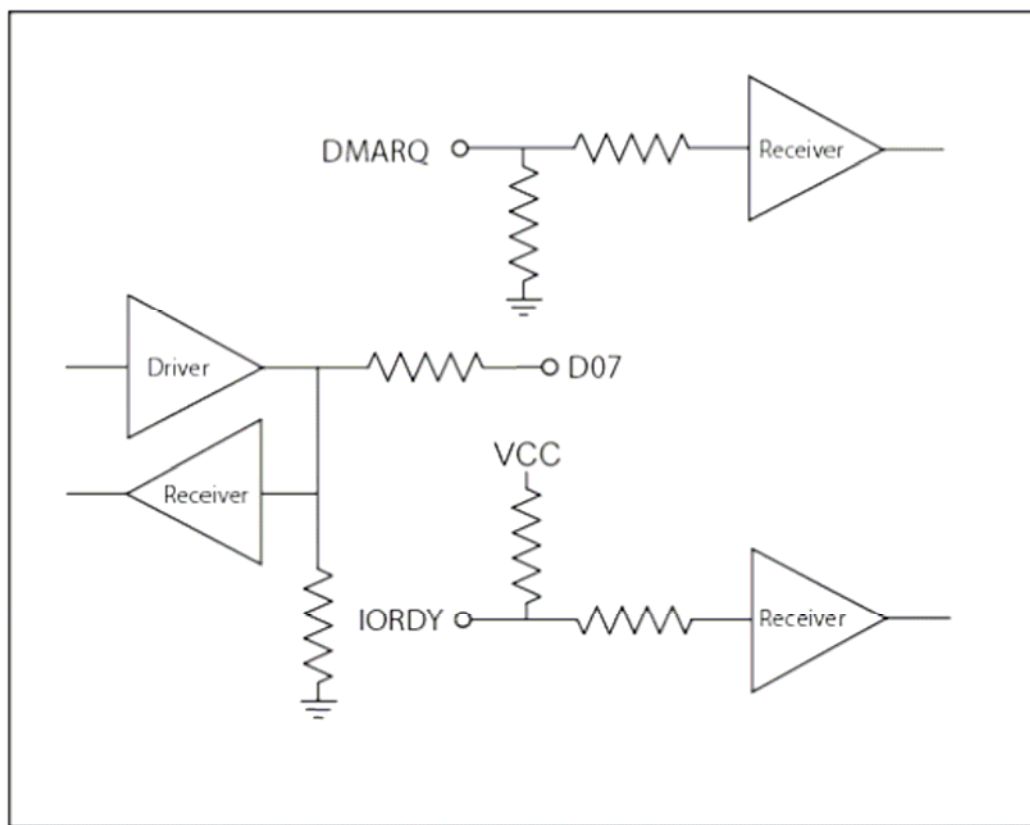 DMARQ
Receiver
Driver
D07
Receiver
VCC
IORDY
Receiver